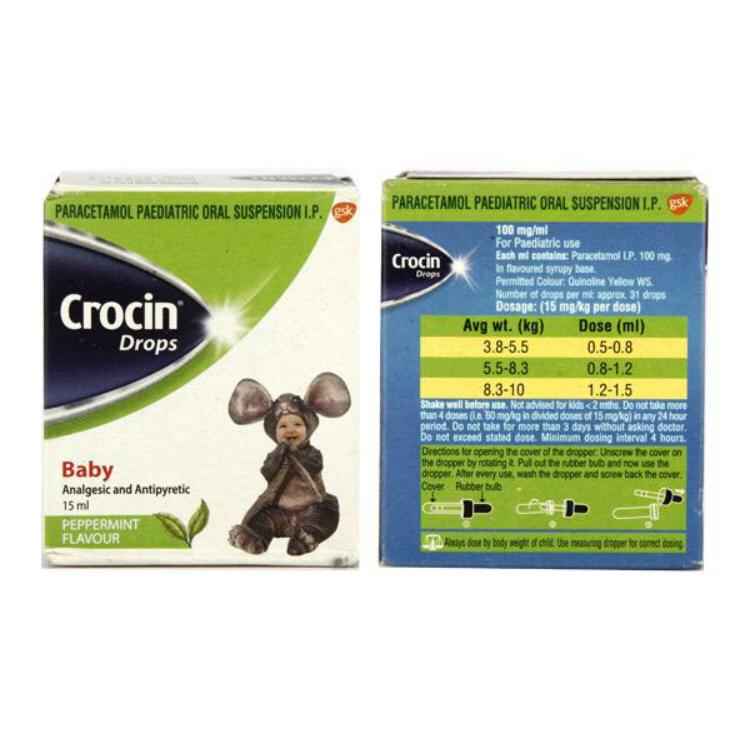 PARACETAMOL PAEDIATRIC ORAL SUSPENSION I.P.
gsk
Crocin®
Drops
Baby
Analgesic and Antipyretic
15 ml
PEPPERMINT
FLAVOUR
PARACETAMOL PAEDIATRIC ORAL SUSPENSION I.P.
gsk
Crocin
Drops
100 mg/ml
For Paediatric use
Each ml contains: Paracetamol I.P. 100 mg.
In flavoured syrupy base.
Permitted Colour: Quinoline Yellow WS.
Number of drops per ml: approx. 31 drops
Dosage: (15 mg/kg per dose)
Avg wt. (kg) Dose (ml)
3.8-5.5 0.5-0.8
5.5-8.3 0.8-1.2
8.3-10 1.2-1.5
Shake well before use. Not advised for kids < 2 mths. Do not take more
than 4 doses (i.e. 60 mg/kg in divided doses of 15 mg/kg) in any 24 hour
period. Do not take for more than 3 days without asking doctor.
Do not exceed stated dose. Minimum dosing interval 4 hours.
Directions for opening the cover of the dropper: Unscrew the cover on
the dropper by rotating it. Pull out the rubber bulb and now use the
dropper. After every use, wash the dropper and screw back the cover.
Cover Rubber bulb
Always dose by body weight of child. Use measuring dropper for correct dosing.